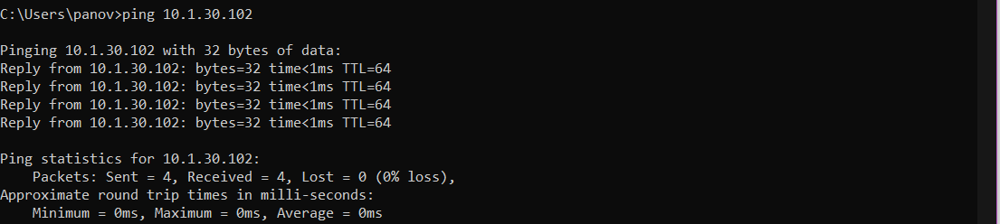 C:\Users\panov>ping 10.1.30.102
Pinging 10.1.30.102 with 32 bytes of data:
Reply from 10.1.30.102: bytes=32 time<1ms TTL=64
Reply from 10.1.30.102: bytes=32 time<1ms TTL=64
Reply from 10.1.30.102: bytes=32 time<1ms TTL=64
Reply from 10.1.30.102: bytes=32 time<1ms TTL=64
Ping statistics for 10.1.30.102:
    Packets: Sent = 4, Received = 4, Lost = 0 (0% loss),
Approximate round trip times in milli-seconds:
    Minimum = 0ms, Maximum = 0ms, Average = 0ms